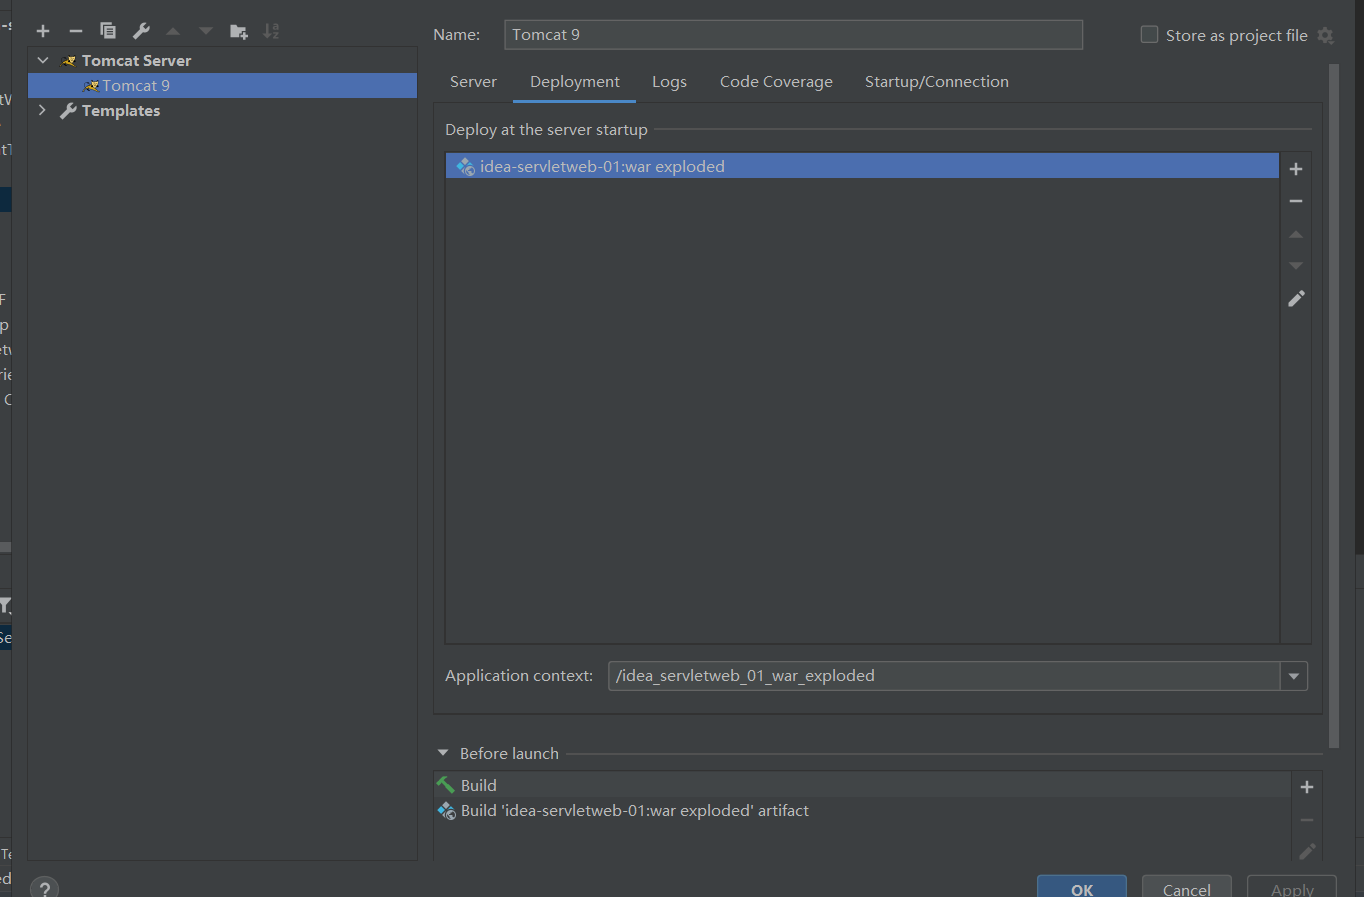 Name: Tomcat 9 Store as project file
Tomcat Server
Tomcat 9
Templates
Server Deployment Logs Code Coverage Startup/Connection
Deploy at the server startup
idea-servletweb-01:war exploded
Application context: /idea_servletweb_01_war_exploded
Before launch
Build
Build 'idea-servletweb-01:war exploded' artifact
? OK Cancel Apply